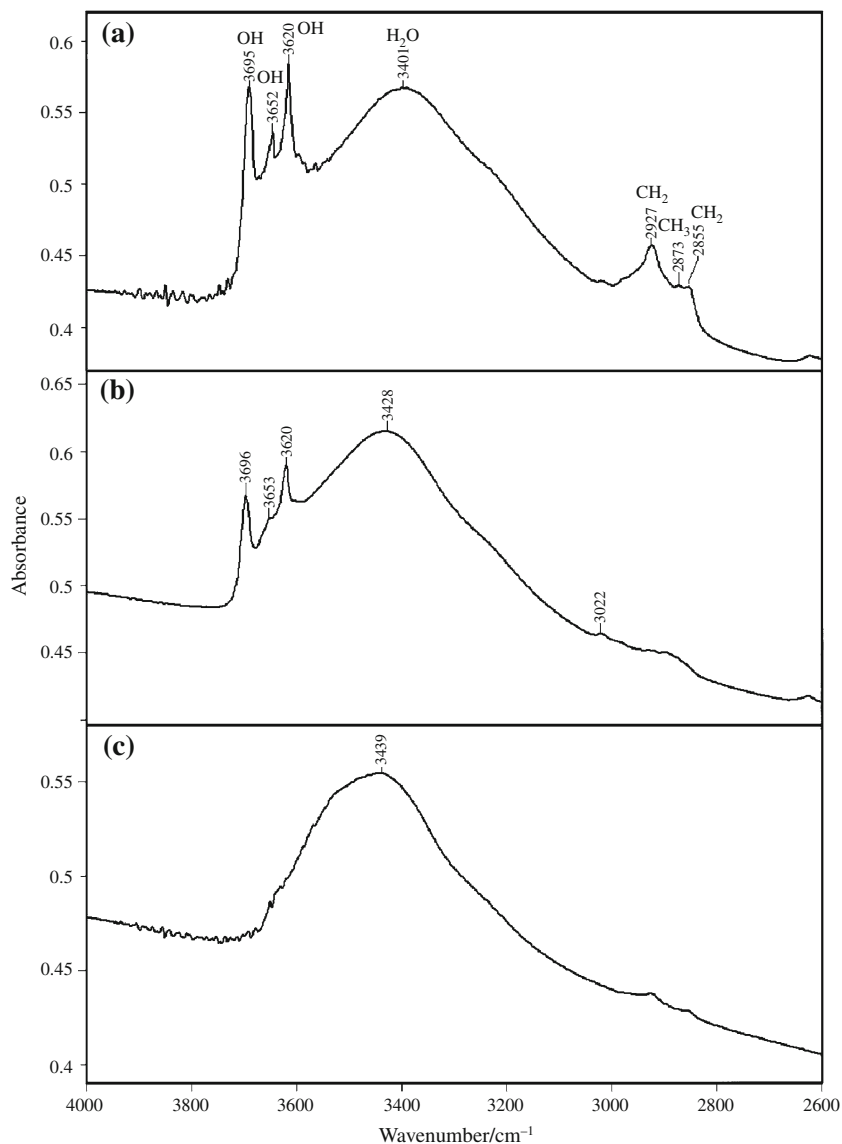 (a)
0.6
0.55
0.5
0.45
0.4
OH
3695
OH
3652
3620
OH
H₂O
3401
CH₂
2927
CH₃
2873
CH₂
2855
(b)
0.65
0.6
0.55
0.5
0.45
3696
3653
3620
3428
3022
Absorbance
(c)
0.55
0.5
0.45
0.4
3439
4000 3800 3600 3400 3200 3000 2800 2600
Wavenumber/cm⁻¹